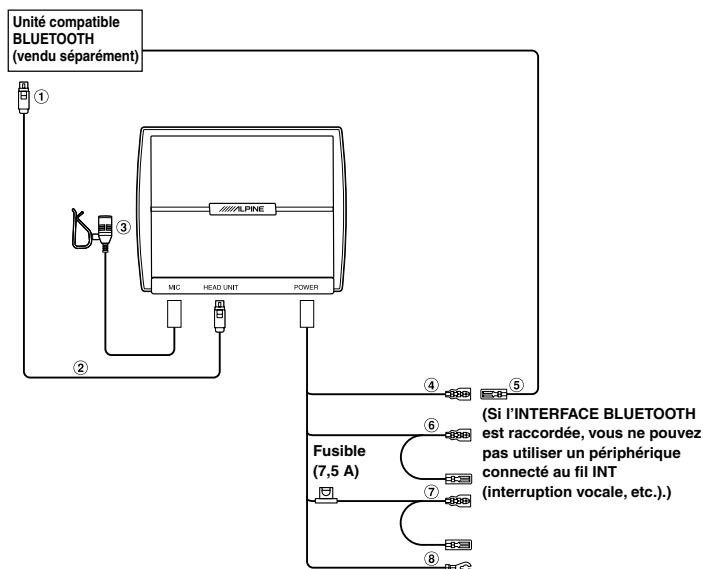 Unité compatible
BLUETOOTH
(vendu séparément)
1
3
ALPINE
MIC HEAD UNIT POWER
2
4 5
(Si l'INTERFACE BLUETOOTH
est raccordée, vous ne pouvez
pas utiliser un périphérique
connecté au fil INT
(interruption vocale, etc.).)
6
Fusible
(7,5 A)
7
8